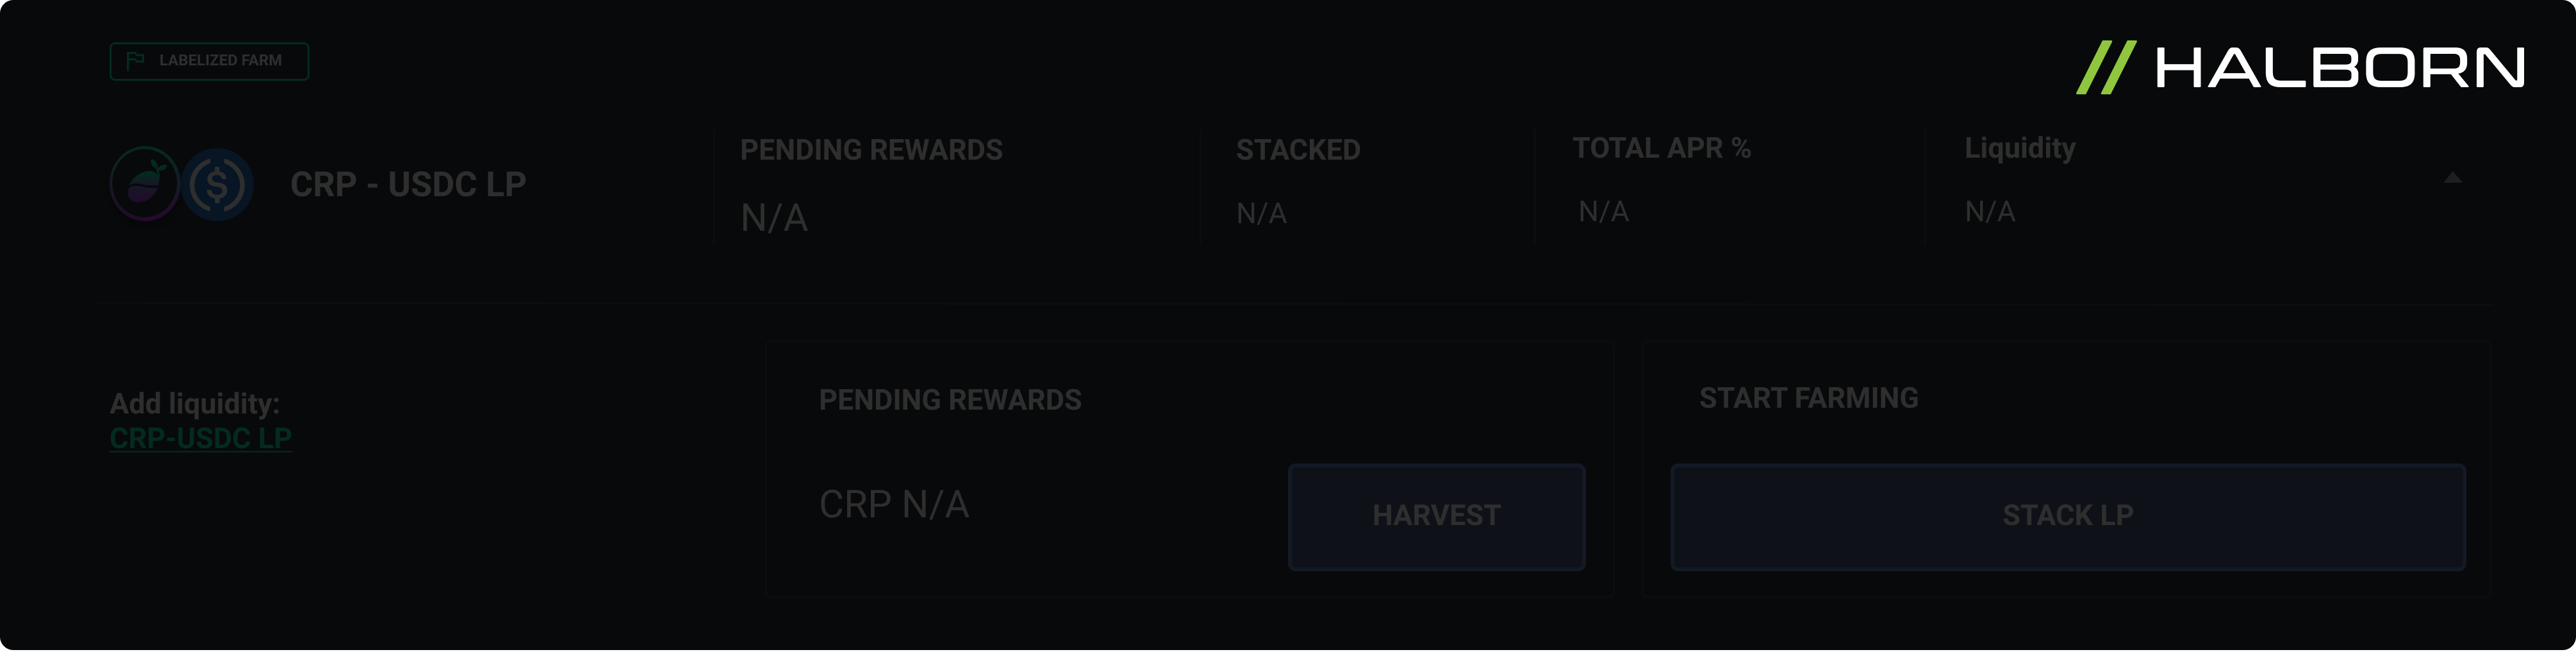 LABELIZED FARM
HALBORN
CRP - USDC LP
PENDING REWARDS
N/A
STACKED
N/A
TOTAL APR %
N/A
Liquidity
N/A
Add liquidity:
CRP-USDC LP
PENDING REWARDS
CRP N/A
HARVEST
START FARMING
STACK LP